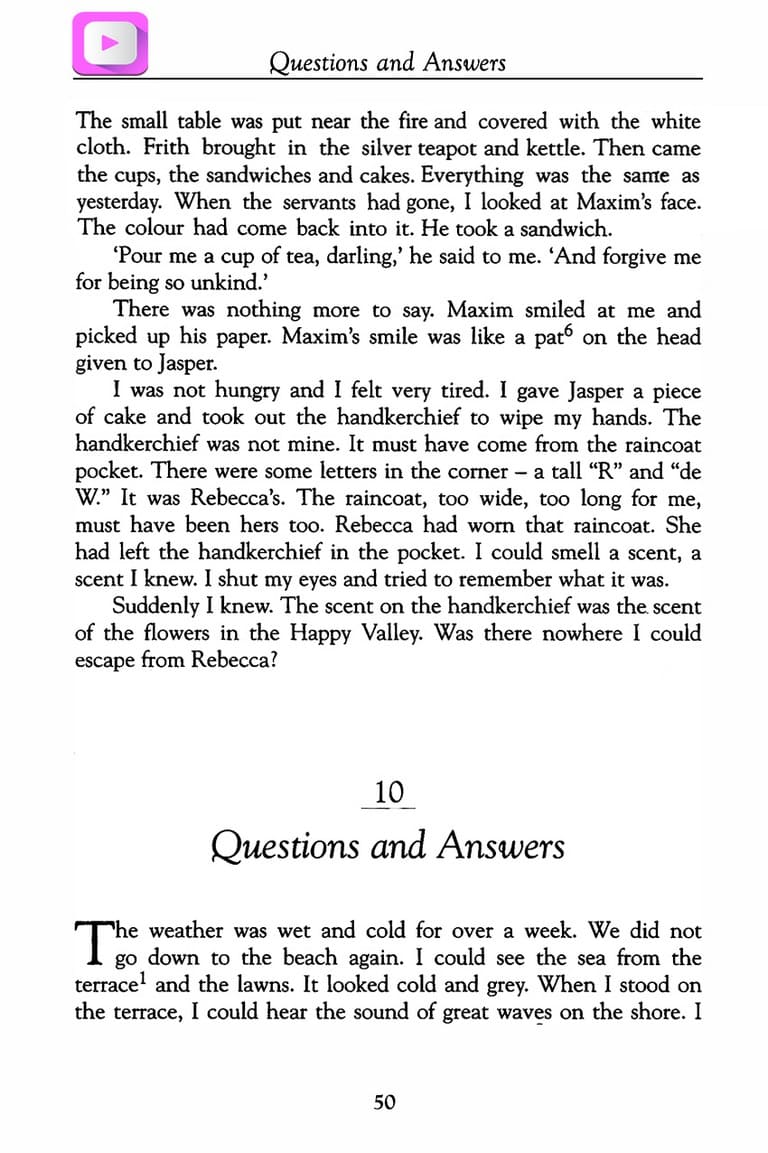 Questions and Answers
The small table was put near the fire and covered with the white
cloth. Frith brought in the silver teapot and kettle. Then came
the cups, the sandwiches and cakes. Everything was the same as
yesterday. When the servants had gone, I looked at Maxim’s face.
The colour had come back into it. He took a sandwich.
‘Pour me a cup of tea, darling,’ he said to me. ‘And forgive me
for being so unkind.’
There was nothing more to say. Maxim smiled at me and
picked up his paper. Maxim’s smile was like a pat⁶ on the head
given to Jasper.
I was not hungry and I felt very tired. I gave Jasper a piece
of cake and took out the handkerchief to wipe my hands. The
handkerchief was not mine. It must have come from the raincoat
pocket. There were some letters in the corner – a tall “R” and “de
W.” It was Rebecca’s. The raincoat, too wide, too long for me,
must have been hers too. Rebecca had worn that raincoat. She
had left the handkerchief in the pocket. I could smell a scent, a
scent I knew. I shut my eyes and tried to remember what it was.
Suddenly I knew. The scent on the handkerchief was the scent
of the flowers in the Happy Valley. Was there nowhere I could
escape from Rebecca?
10
Questions and Answers
The weather was wet and cold for over a week. We did not
go down to the beach again. I could see the sea from the
terrace¹ and the lawns. It looked cold and grey. When I stood on
the terrace, I could hear the sound of great waves on the shore. I
50